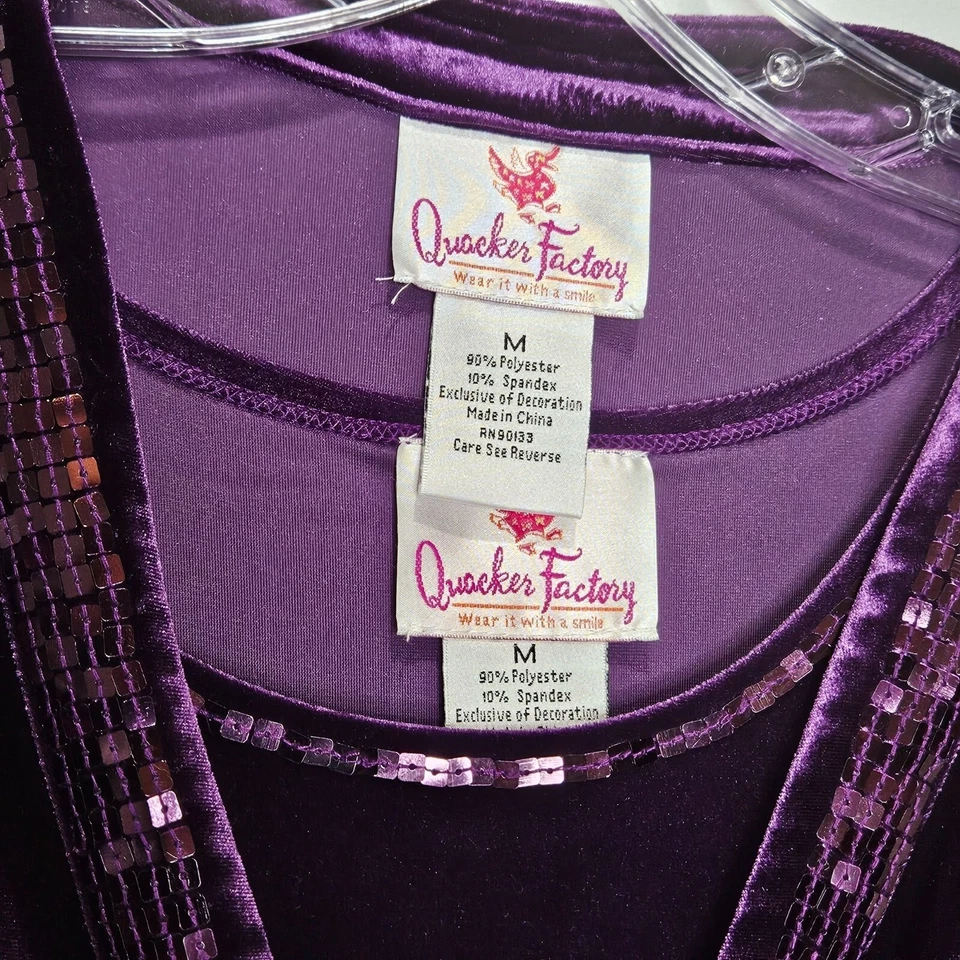 Quacker Factory
Wear it with a smile
M
90% Polyester
10% Spandex
Exclusive of Decoration
Made in China
RN90133
Care See Reverse
Quacker Factory
Wear it with a smile
M
90% Polyester
10% Spandex
Exclusive of Decoration